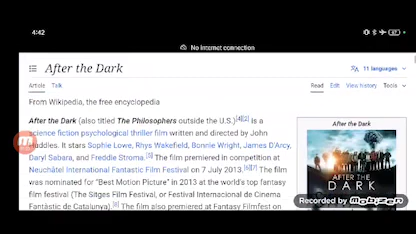 4:42
No internet connection
After the Dark
11 languages
Article Talk Read Edit View history Tools
From Wikipedia, the free encyclopedia
After the Dark (also titled The Philosophers outside the U.S.)[4][2] is a
science fiction psychological thriller film written and directed by John
Huddles. It stars Sophie Lowe, Rhys Wakefield, Bonnie Wright, James D'Arcy,
Daryl Sabara, and Freddie Stroma.[5] The film premiered in competition at
Neuchâtel International Fantastic Film Festival on 7 July 2013.[6][7] The film
was nominated for "Best Motion Picture" in 2013 at the world's top fantasy
film festival (The Sitges Film Festival, or Festival Internacional de Cinema
Fantàstic de Catalunya).[8] The film also premiered at Fantasy Filmfest on
After the Dark
AFTER THE
DARK
Recorded by mobizen